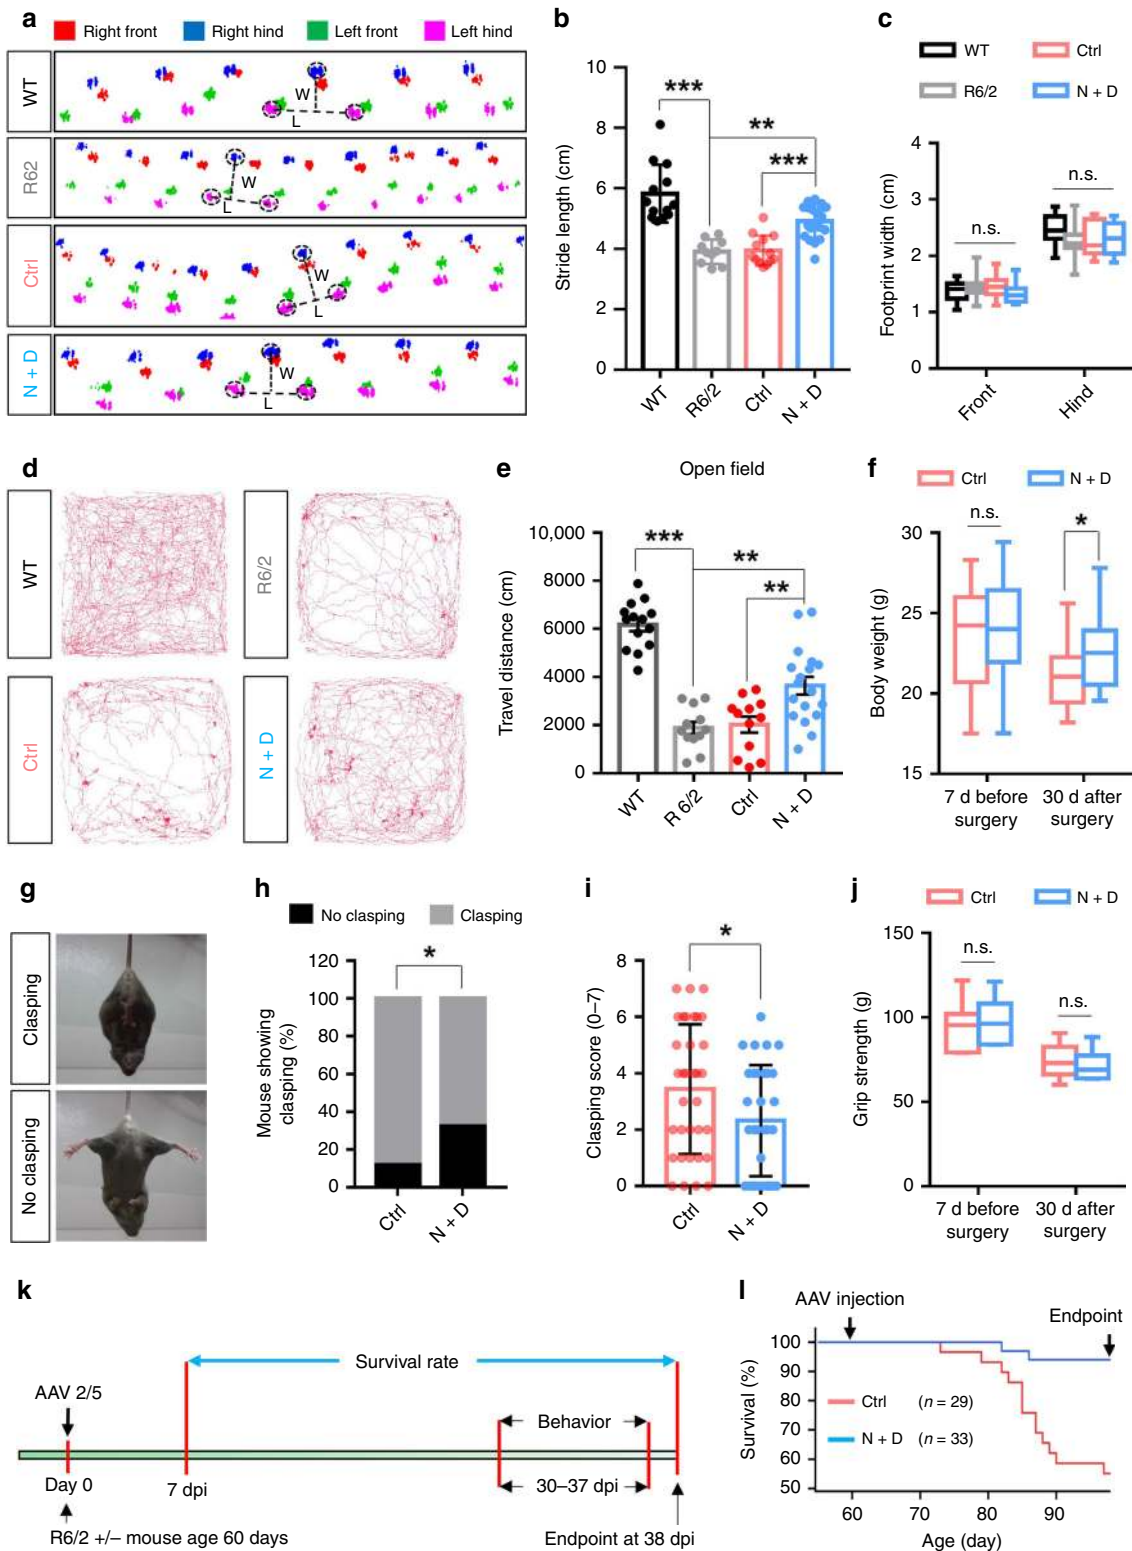 a
Right front
Right hind
Left front
Left hind
WT
W
L
R62
W
L
Ctrl
W
L
N + D
W
L
b
Stride length (cm)
10
8
6
4
2
0
***
**
***
WT
R6/2
Ctrl
N + D
c
WT
Ctrl
R6/2
N + D
Footprint width (cm)
4
3
2
1
0
n.s.
n.s.
Front
Hind
d
WT
R6/2
Ctrl
N + D
e
Open field
Travel distance (cm)
10,000
8000
6,000
4000
2000
0
***
**
**
WT
R 6/2
Ctrl
N + D
f
Ctrl
N + D
Body weight (g)
30
25
20
15
n.s.
*
7 d before
surgery
30 d after
surgery
g
Clasping
No clasping
h
No clasping
Clasping
Mouse showing
clasping (%)
120
100
80
60
40
20
0
*
Ctrl
N + D
i
Clasping score (0–7)
8
6
4
2
0
*
Ctrl
N + D
j
Ctrl
N + D
Grip strength (g)
150
100
50
0
n.s.
n.s.
7 d before
surgery
30 d after
surgery
k
Survival rate
AAV 2/5
Behavior
Day 0
7 dpi
30–37 dpi
R6/2 +/– mouse age 60 days
Endpoint at 38 dpi
l
AAV injection
Endpoint
Survival (%)
100
90
80
70
60
50
Ctrl (n = 29)
N + D (n = 33)
60
70
80
90
Age (day)